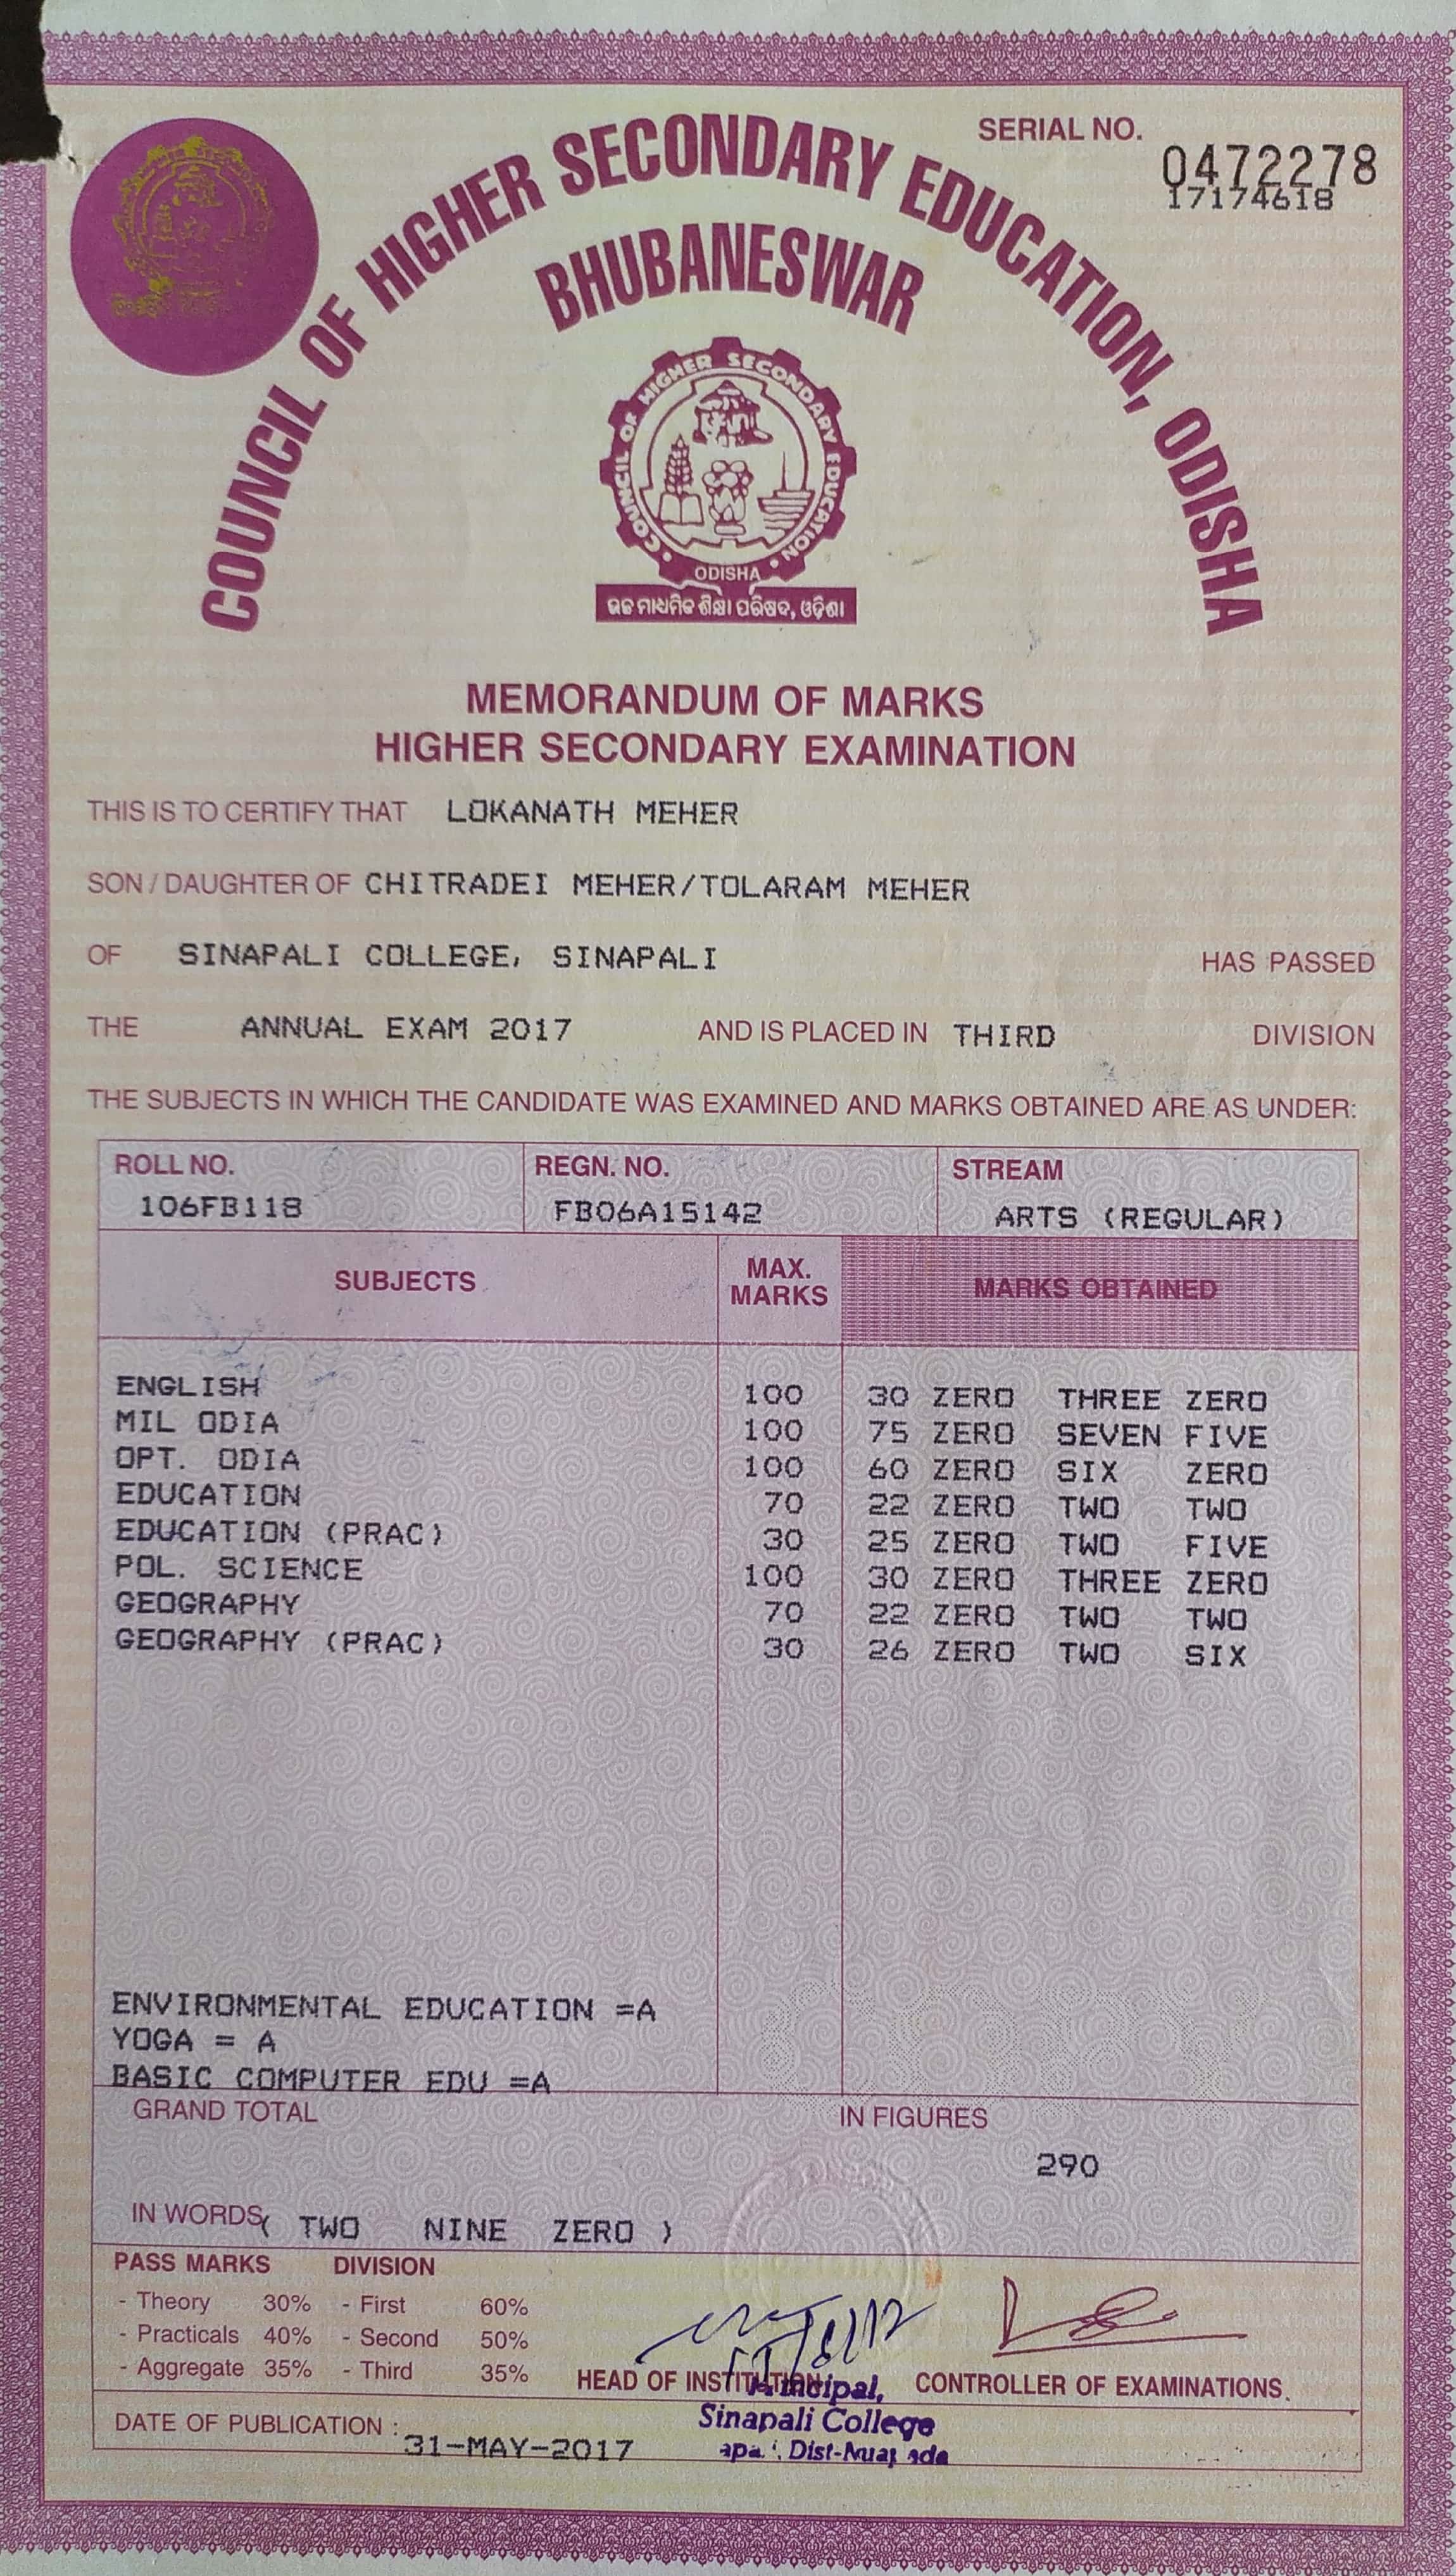 SERIAL NO.
0472278
17174618
COUNCIL OF HIGHER SECONDARY EDUCATION, ODISHA
BHUBANESWAR
COUNCIL OF HIGHER SECONDARY EDUCATION
ODISHA
ଉଚ୍ଚ ମାଧ୍ୟମିକ ଶିକ୍ଷା ପରିଷଦ, ଓଡ଼ିଶା
MEMORANDUM OF MARKS
HIGHER SECONDARY EXAMINATION
THIS IS TO CERTIFY THAT LOKANATH MEHER
SON / DAUGHTER OF CHITRADEI MEHER/TOLARAM MEHER
OF SINAPALI COLLEGE, SINAPALI HAS PASSED
THE ANNUAL EXAM 2017 AND IS PLACED IN THIRD DIVISION
THE SUBJECTS IN WHICH THE CANDIDATE WAS EXAMINED AND MARKS OBTAINED ARE AS UNDER:
ROLL NO. REGN. NO. STREAM
106FB118 FB06A15142 ARTS (REGULAR)
SUBJECTS MAX. MARKS MARKS OBTAINED
ENGLISH 100 30 ZERO THREE ZERO
MIL ODIA 100 75 ZERO SEVEN FIVE
OPT. ODIA 100 60 ZERO SIX ZERO
EDUCATION 70 22 ZERO TWO TWO
EDUCATION (PRAC) 30 25 ZERO TWO FIVE
POL. SCIENCE 100 30 ZERO THREE ZERO
GEOGRAPHY 70 22 ZERO TWO TWO
GEOGRAPHY (PRAC) 30 26 ZERO TWO SIX
ENVIRONMENTAL EDUCATION =A
YOGA = A
BASIC COMPUTER EDU =A
GRAND TOTAL IN FIGURES
290
IN WORDS ( TWO NINE ZERO )
PASS MARKS DIVISION
- Theory 30% - First 60%
- Practicals 40% - Second 50%
- Aggregate 35% - Third 35%
HEAD OF INSTITUTION CONTROLLER OF EXAMINATIONS.
Principal,
Sinapali College
Dist-
DATE OF PUBLICATION : 31-MAY-2017